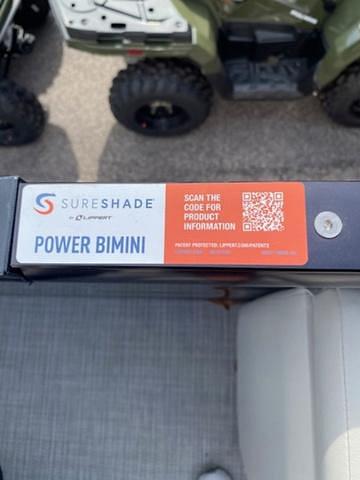 SURESHADE
by LIPPERT
POWER BIMINI
SCAN THE
CODE FOR
PRODUCT
INFORMATION
PATENT PROTECTED: LIPPERT.COM/PATENTS